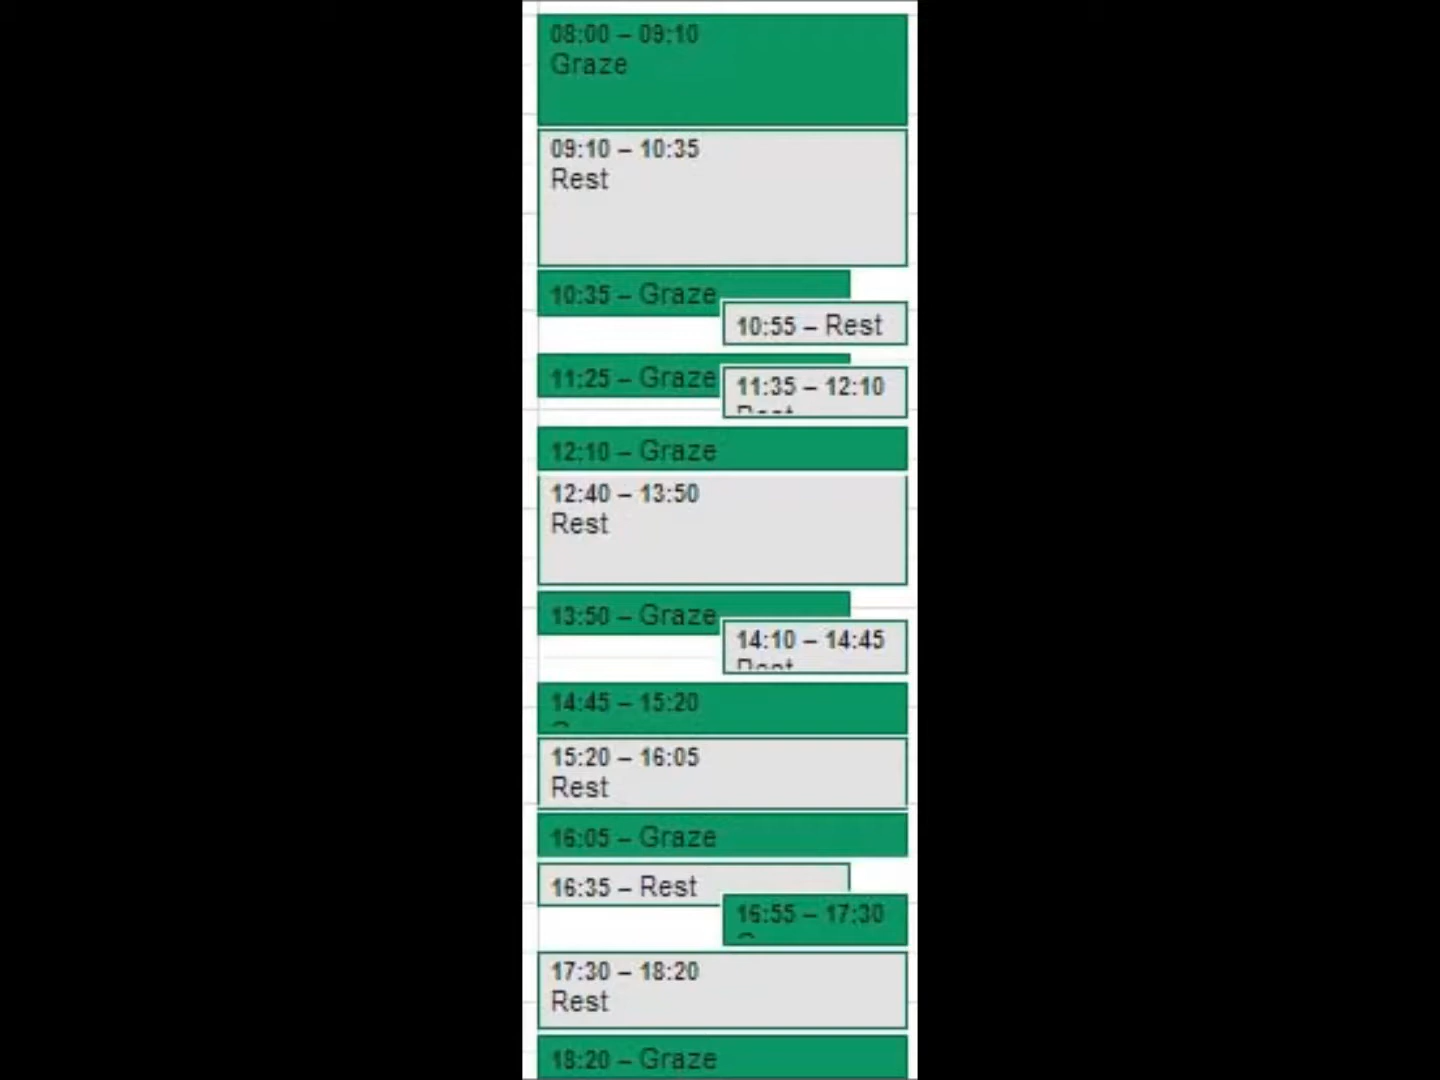 08:00 – 09:10
Graze
09:10 – 10:35
Rest
10:35 – Graze
10:55 – Rest
11:25 – Graze
11:35 – 12:10
12:10 – Graze
12:40 – 13:50
Rest
13:50 – Graze
14:10 – 14:45
14:45 – 15:20
15:20 – 16:05
Rest
16:05 – Graze
16:35 – Rest
16:55 – 17:30
17:30 – 18:20
Rest
18:20 – Graze